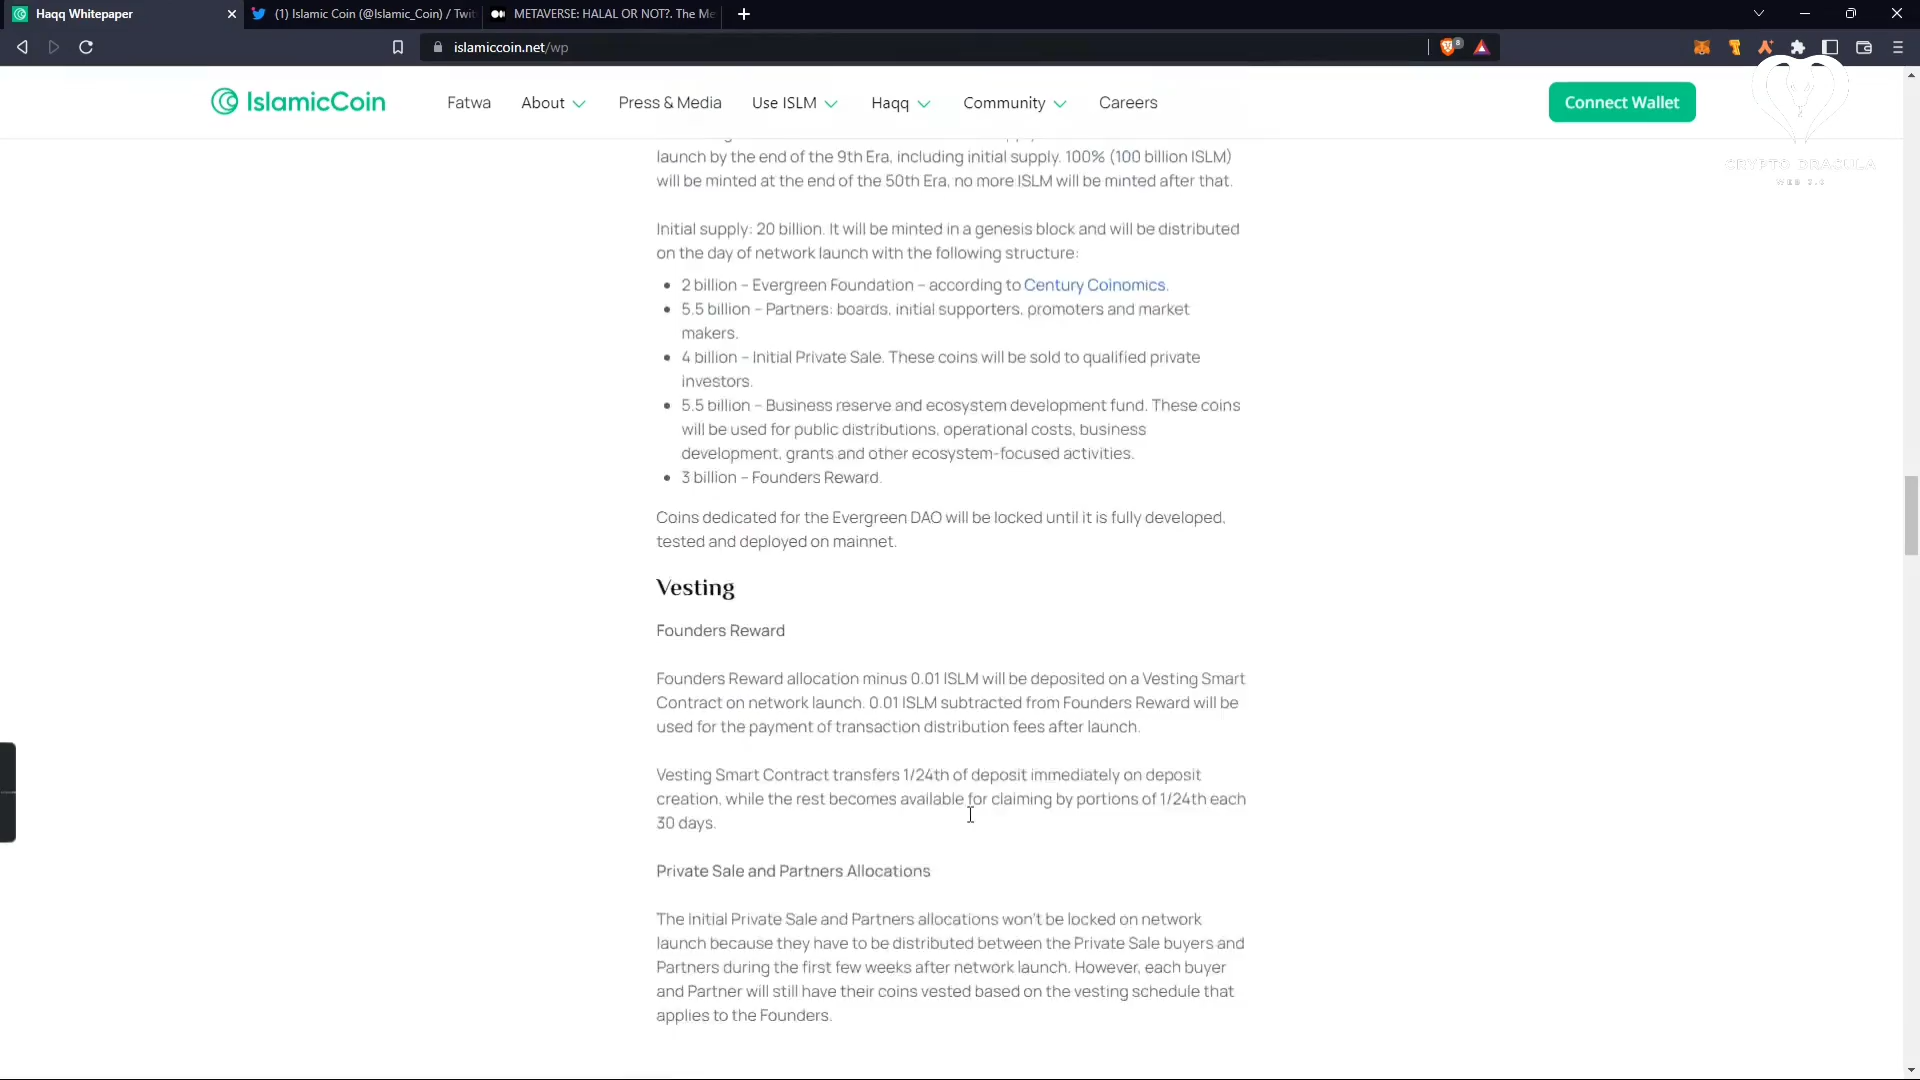 Haqq Whitepaper
(1) Islamic Coin (@Islamic_Coin) / Twit
METAVERSE: HALAL OR NOT?. The Me
islamiccoin.net/wp
8
IslamicCoin
Fatwa
About
Press & Media
Use ISLM
Haqq
Community
Careers
Connect Wallet
CRYPTO DRACULA
WEB 3.0
launch by the end of the 9th Era, including initial supply. 100% (100 billion ISLM)
will be minted at the end of the 50th Era, no more ISLM will be minted after that.
Initial supply: 20 billion. It will be minted in a genesis block and will be distributed
on the day of network launch with the following structure:
• 2 billion – Evergreen Foundation – according to Century Coinomics.
• 5.5 billion – Partners: boards, initial supporters, promoters and market
makers.
• 4 billion – Initial Private Sale. These coins will be sold to qualified private
investors.
• 5.5 billion – Business reserve and ecosystem development fund. These coins
will be used for public distributions, operational costs, business
development, grants and other ecosystem-focused activities.
• 3 billion – Founders Reward.
Coins dedicated for the Evergreen DAO will be locked until it is fully developed,
tested and deployed on mainnet.
Vesting
Founders Reward
Founders Reward allocation minus 0.01 ISLM will be deposited on a Vesting Smart
Contract on network launch. 0.01 ISLM subtracted from Founders Reward will be
used for the payment of transaction distribution fees after launch.
Vesting Smart Contract transfers 1/24th of deposit immediately on deposit
creation, while the rest becomes available for claiming by portions of 1/24th each
30 days.
Private Sale and Partners Allocations
The Initial Private Sale and Partners allocations won't be locked on network
launch because they have to be distributed between the Private Sale buyers and
Partners during the first few weeks after network launch. However, each buyer
and Partner will still have their coins vested based on the vesting schedule that
applies to the Founders.